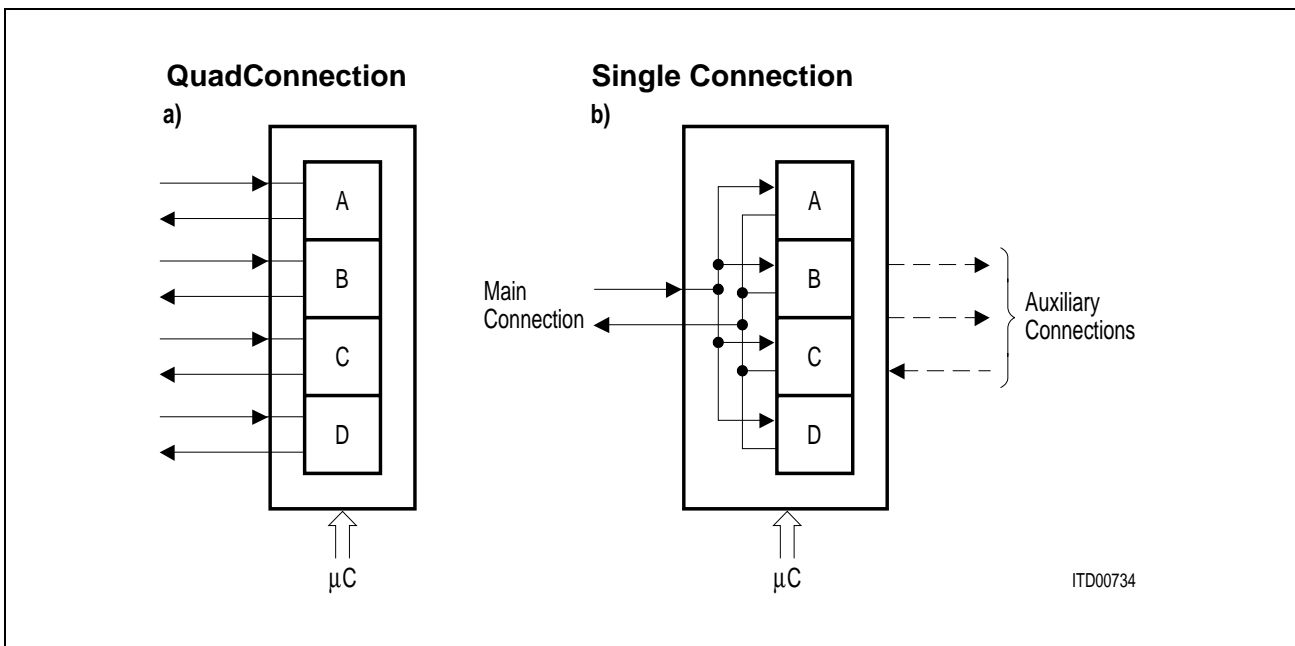 QuadConnection
a)
A
B
C
D
µC
Single Connection
b)
Main
Connection
A
B
C
D
Auxiliary
Connections
µC
ITD00734